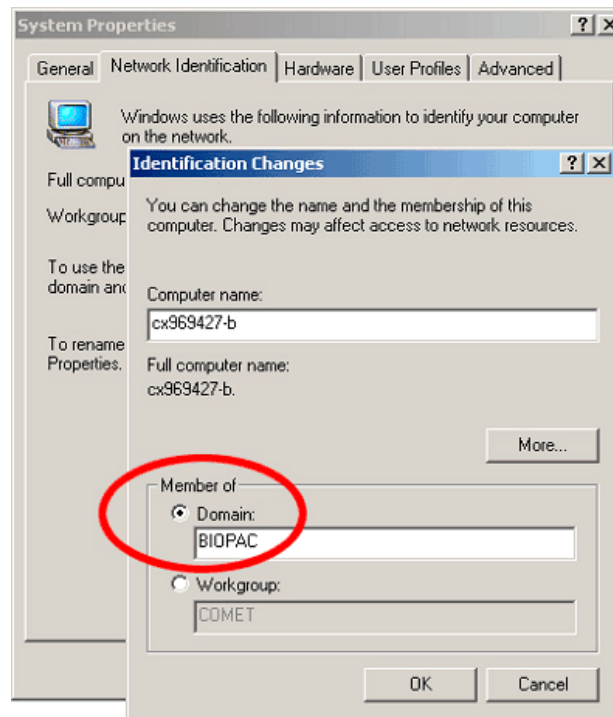 System Properties
General Network Identification Hardware User Profiles Advanced
Windows uses the following information to identify your computer
on the network.
Full compu
Workgroup
To use the
domain and
To rename
Properties.
Identification Changes
You can change the name and the membership of this
computer. Changes may affect access to network resources.
Computer name:
cx969427-b
Full computer name:
cx969427-b.
More...
Member of
Domain:
BIOPAC
Workgroup:
COMET
OK Cancel